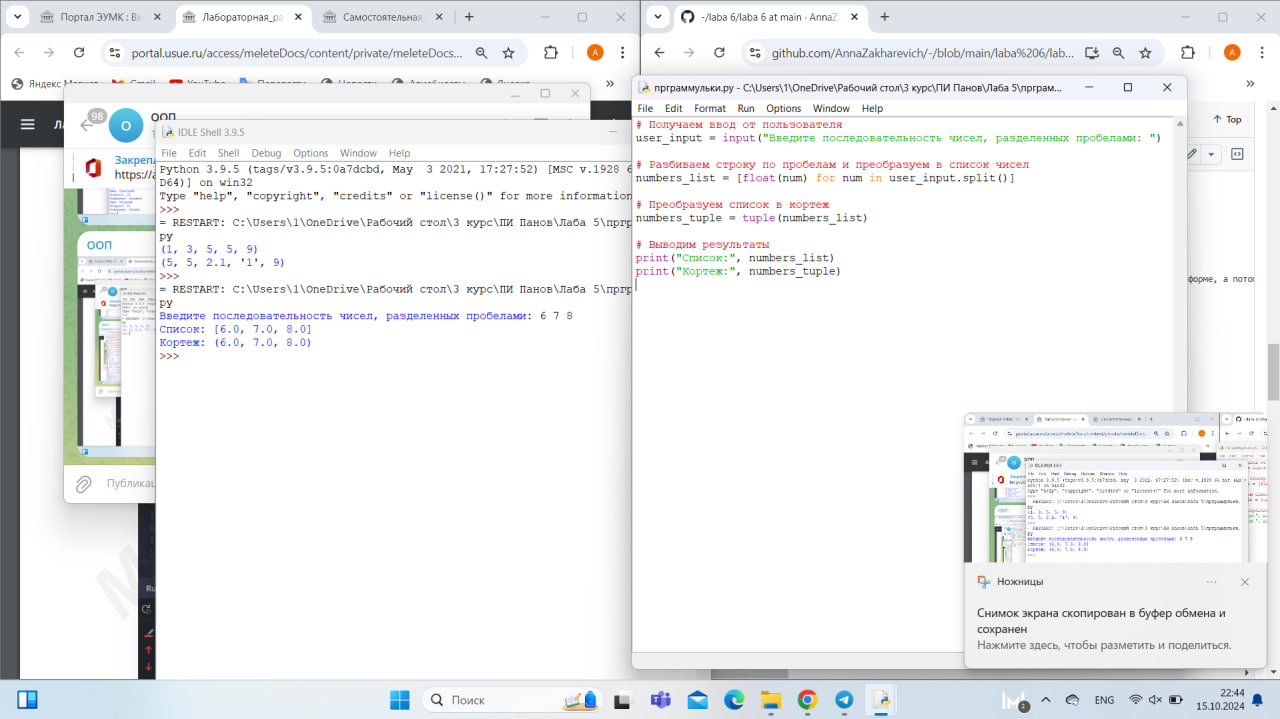 Портал ЭУМК : Вх
Лабораторная_ра
Самостоятельная_
portal.usue.ru/access/meleteDocs/content/private/meleteDocs...
A
Яндекс Маркет
Gmail
YouTube
Новости
»
~/laba 6/laba 6 at main · AnnaZ
github.com/AnnaZakharevich/-/blob/main/laba%206/lab...
A
»
Top
98
О
ООП
Закрепл
https://a
ООП
Публикац
Ru
IDLE Shell 3.9.5
File Edit Shell Debug Options Window Help
Python 3.9.5 (tags/v3.9.5:0a7dcbd, May  3 2021, 17:27:52) [MSC v.1928 6
D64)] on win32
Type "help", "copyright", "credits" or "license()" for more information
>>>
= RESTART: C:\Users\1\OneDrive\Рабочий стол\3 курс\ПИ Панов\Лаба 5\пргр
ру
(1, 3, 5, 5, 9)
(5, 5, 2.1, '1', 9)
>>>
= RESTART: C:\Users\1\OneDrive\Рабочий стол\3 курс\ПИ Панов\Лаба 5\пргр
ру
Введите последовательность чисел, разделенных пробелами: 6 7 8
Список: [6.0, 7.0, 8.0]
Кортеж: (6.0, 7.0, 8.0)
>>>
пргграммульки.py - C:\Users\1\OneDrive\Рабочий стол\3 курс\ПИ Панов\Лаба 5\прграм...
File Edit Format Run Options Window Help
# Получаем ввод от пользователя
user_input = input("Введите последовательность чисел, разделенных пробелами: ")
# Разбиваем строку по пробелам и преобразуем в список чисел
numbers_list = [float(num) for num in user_input.split()]
# Преобразуем список в кортеж
numbers_tuple = tuple(numbers_list)
# Выводим результаты
print("Список:", numbers_list)
print("Кортеж:", numbers_tuple)
форме, а потом
Ножницы
Снимок экрана скопирован в буфер обмена и
сохранен
Нажмите здесь, чтобы разметить и поделиться.
Поиск
ENG
22:44
15.10.2024